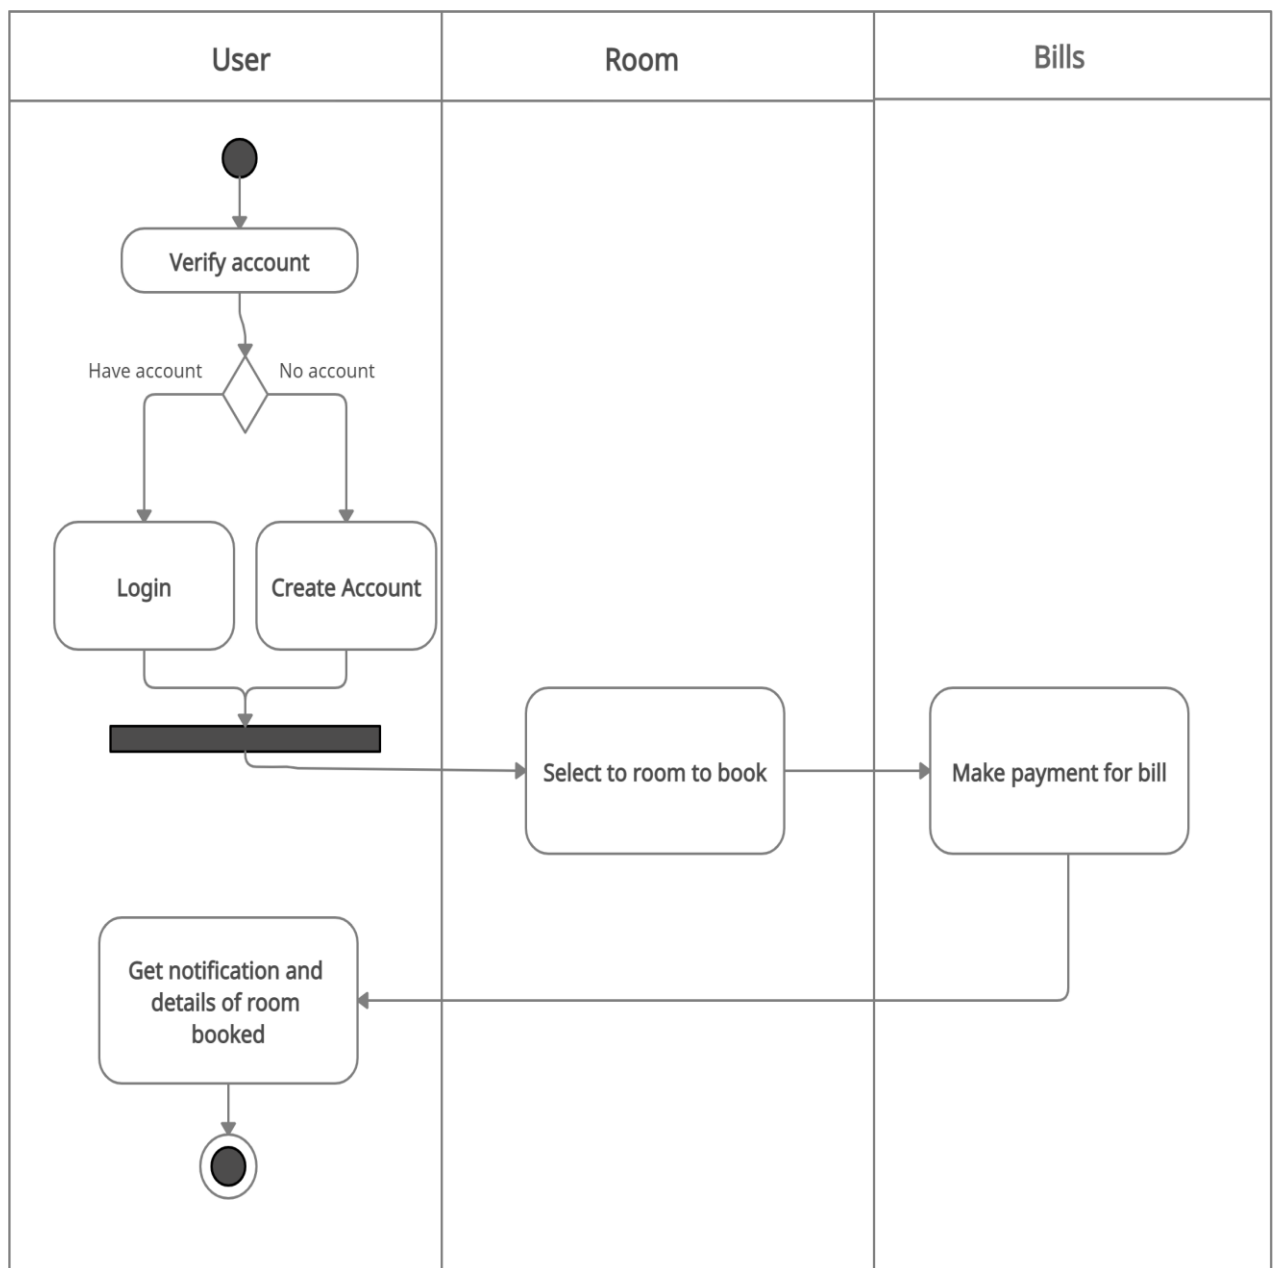 User
Room
Bills
Verify account
Have account
No account
Login
Create Account
Select to room to book
Make payment for bill
Get notification and
details of room
booked